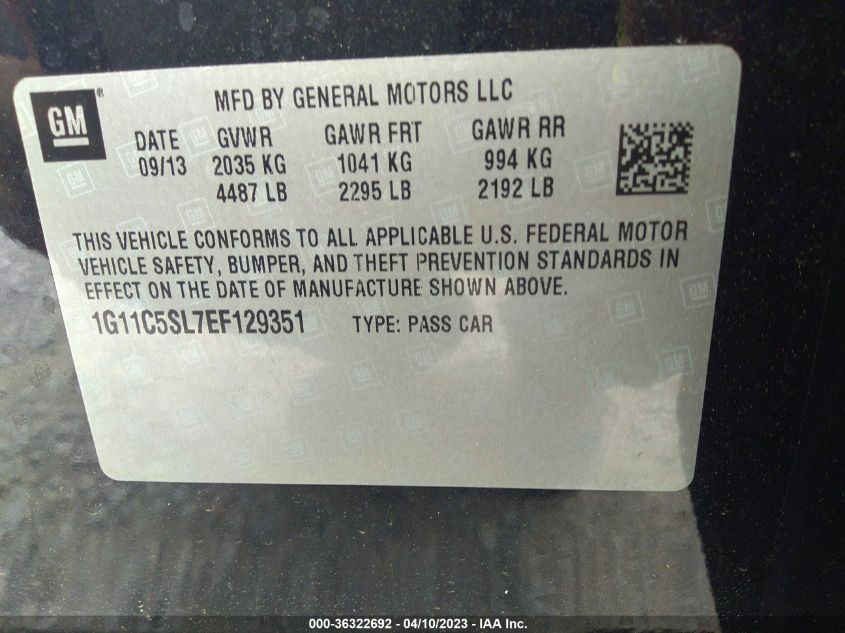 GM®
MFD BY GENERAL MOTORS LLC
DATE GVWR GAWR FRT GAWR RR
09/13 2035 KG 1041 KG 994 KG
4487 LB 2295 LB 2192 LB
THIS VEHICLE CONFORMS TO ALL APPLICABLE U.S. FEDERAL MOTOR
VEHICLE SAFETY, BUMPER, AND THEFT PREVENTION STANDARDS IN
EFFECT ON THE DATE OF MANUFACTURE SHOWN ABOVE.
1G11C5SL7EF129351 TYPE: PASS CAR
000-36322692 - 04/10/2023 - IAA Inc.